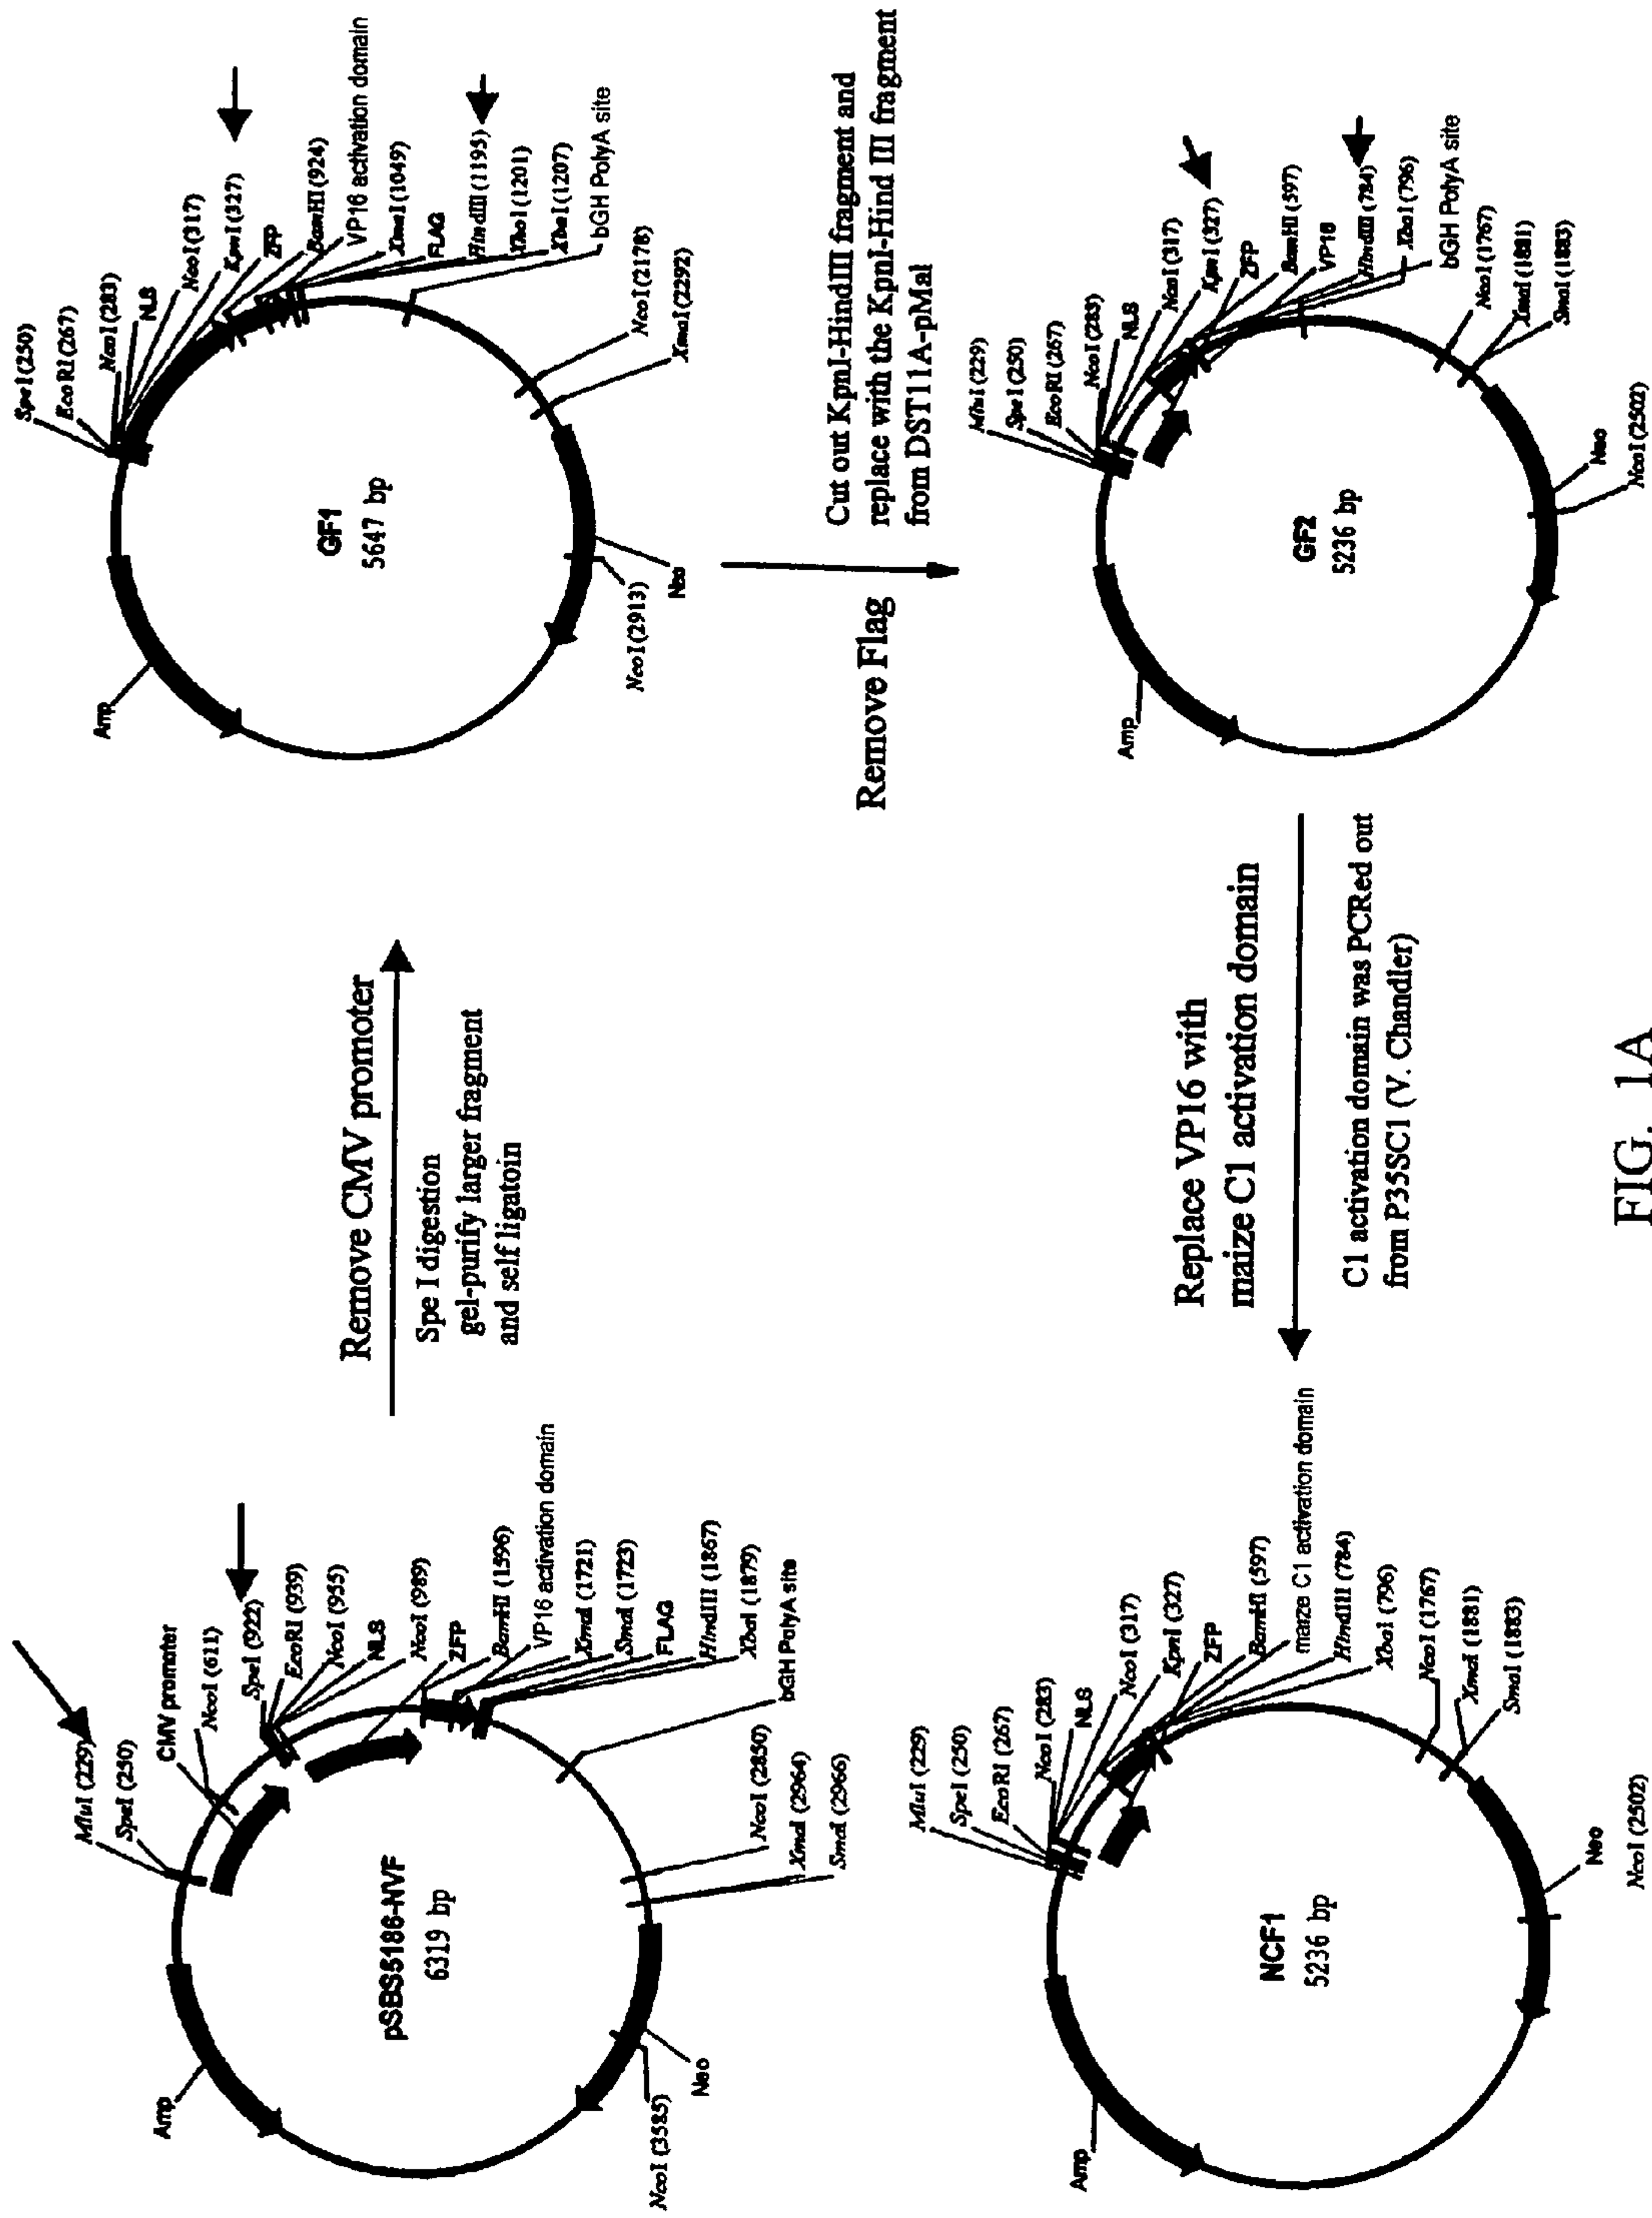 MluI (229)
SpeI (250)
CMV promoter
NcoI (611)
SpeI (922)
EcoRI (939)
NcoI (955)
NLS
NcoI (989)
ZFP
BamHI (1596)
VP16 activation domain
XmaI (1721)
SmaI (1723)
FLAG
HindIII (1867)
XbaI (1879)
bGH PolyA site
NcoI (2850)
XmaI (2964)
SmaI (2966)
Neo
NcoI (3585)
Amp
pSBS5186-NVF
6319 bp
Remove CMV promoter
Spe I digestion
gel-purify larger fragment
and self ligatoin
SpeI (250)
EcoRI (267)
NcoI (283)
NLS
NcoI (317)
KpnI (327)
ZFP
BamHI (924)
VP16 activation domain
XmaI (1049)
FLAG
HindIII (1195)
XhoI (1201)
XbaI (1207)
bGH PolyA site
NcoI (2178)
XmaI (2292)
Neo
NcoI (2913)
Amp
GF1
5647 bp
Remove Flag
Cut out KpnI-HindIII fragment and
replace with the KpnI-Hind III fragment
from DST11A-pMal
MluI (229)
SpeI (250)
EcoRI (267)
NcoI (283)
NLS
NcoI (317)
KpnI (327)
ZFP
BamHI (597)
VP16
HindIII (784)
XbaI (796)
bGH PolyA site
NcoI (1767)
XmaI (1881)
SmaI (1883)
Neo
NcoI (2502)
Amp
GF2
5236 bp
Replace VP16 with
maize C1 activation domain
C1 activation domain was PCRed out
from P35SC1 (V. Chandler)
MluI (229)
SpeI (250)
EcoRI (267)
NcoI (283)
NLS
NcoI (317)
KpnI (327)
ZFP
BamHI (597)
maize C1 activation domain
HindIII (784)
XbaI (796)
NcoI (1767)
XmaI (1881)
SmaI (1883)
Neo
NcoI (2502)
Amp
NCF1
5236 bp
FIG. 1A